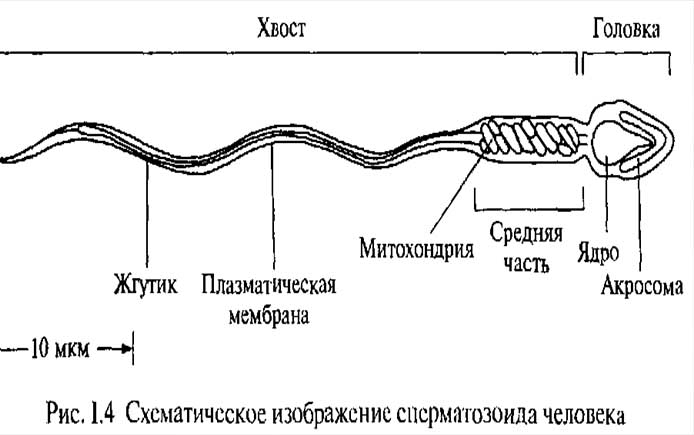 Хвост
Головка
Митохондрия
Средняя
часть
Ядро
Акросома
Жгутик
Плазматическая
мембрана
10 мкм
Рис. 1.4 Схематическое изображение сперматозоида человека